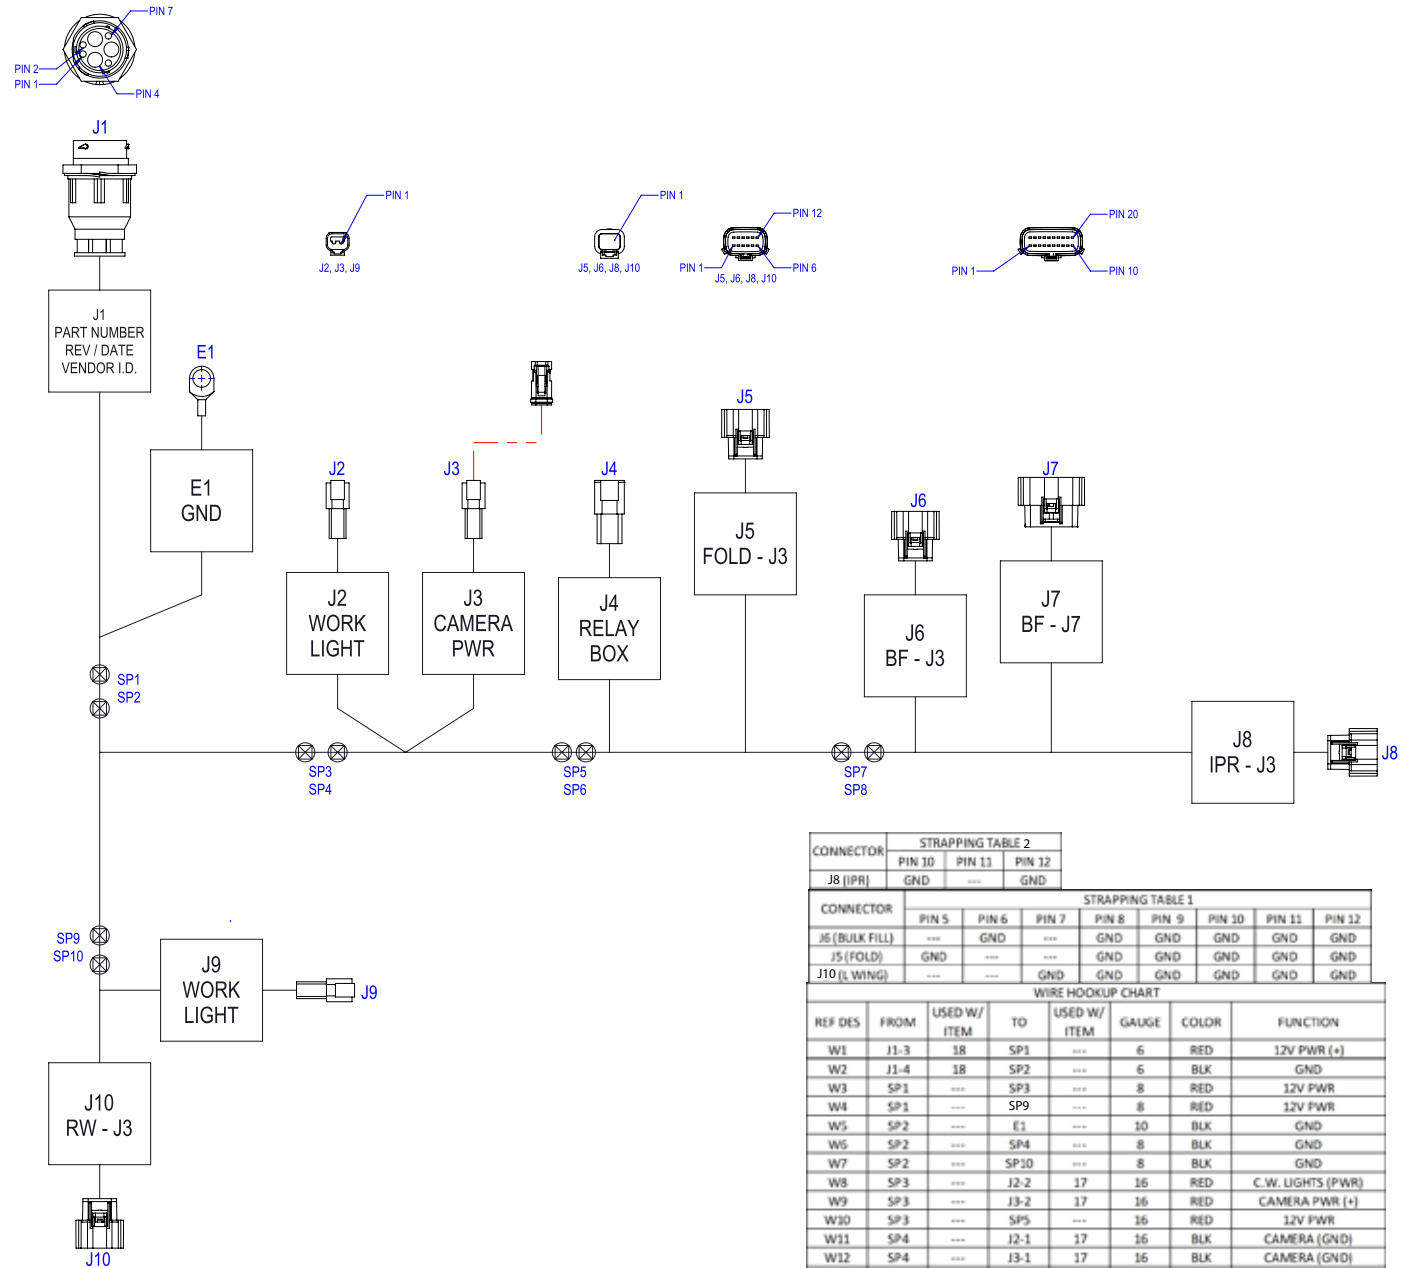 PIN 7
PIN 2
PIN 1
PIN 4
J1
PIN 1
J2, J3, J9
PIN 1
J5, J6, J8, J10
PIN 12
PIN 1
PIN 6
J5, J6, J8, J10
PIN 20
PIN 1
PIN 10
J1
PART NUMBER
REV / DATE
VENDOR I.D.
E1
E1
GND
J2
J3
J4
J5
J6
J7
J2
WORK
LIGHT
J3
CAMERA
PWR
J4
RELAY
BOX
J5
FOLD - J3
J6
BF - J3
J7
BF - J7
SP1
SP2
SP3
SP4
SP5
SP6
SP7
SP8
J8
IPR - J3
J8
SP9
SP10
J9
WORK
LIGHT
J9
J10
RW - J3
J10
CONNECTOR STRAPPING TABLE 2
PIN 10 PIN 11 PIN 12
J8 (IPR) GND --- GND
CONNECTOR STRAPPING TABLE 1
PIN 5 PIN 6 PIN 7 PIN 8 PIN 9 PIN 10 PIN 11 PIN 12
J6 (BULK FILL) --- GND --- GND GND GND GND GND
J5 (FOLD) GND --- --- GND GND GND GND GND
J10 (L WING) --- --- GND GND GND GND GND GND
WIRE HOOKUP CHART
REF DES FROM USED W/ ITEM TO USED W/ ITEM GAUGE COLOR FUNCTION
W1 J1-3 18 SP1 --- 6 RED 12V PWR (+)
W2 J1-4 18 SP2 --- 6 BLK GND
W3 SP1 --- SP3 --- 8 RED 12V PWR
W4 SP1 --- SP9 --- 8 RED 12V PWR
W5 SP2 --- E1 --- 10 BLK GND
W6 SP2 --- SP4 --- 8 BLK GND
W7 SP2 --- SP10 --- 8 BLK GND
W8 SP3 --- J2-2 17 16 RED C.W. LIGHTS (PWR)
W9 SP3 --- J3-2 17 16 RED CAMERA PWR (+)
W10 SP3 --- SP5 --- 16 RED 12V PWR
W11 SP4 --- J2-1 17 16 BLK CAMERA (GND)
W12 SP4 --- J3-1 17 16 BLK CAMERA (GND)